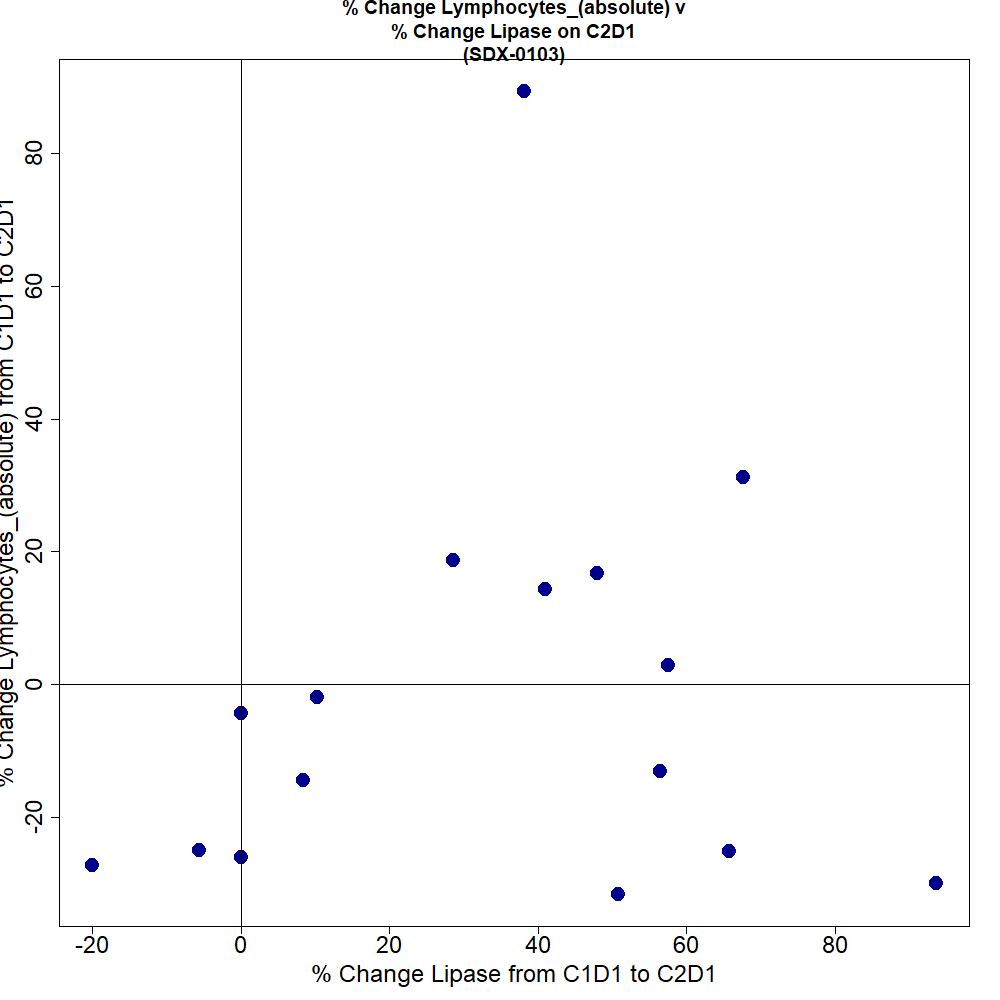 % Change Lymphocytes_(absolute) v
% Change Lipase on C2D1
(SDX-0103)
% Change Lymphocytes_(absolute) from C1D1 to C2D1
80
60
40
20
0
-20
-20
0
20
40
60
80
% Change Lipase from C1D1 to C2D1